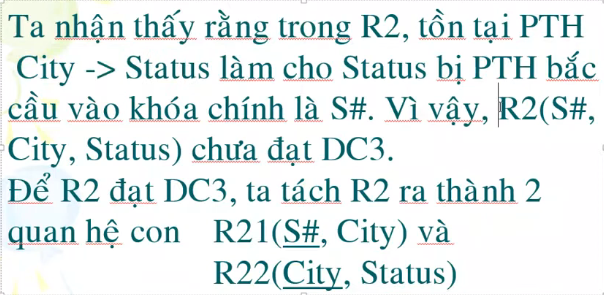 Ta nhận thấy rằng trong R2, tồn tại PTH
City -> Status làm cho Status bị PTH bắc
cầu vào khóa chính là S#. Vì vậy, R2(S#,
City, Status) chưa đạt DC3.
Để R2 đạt DC3, ta tách R2 ra thành 2
quan hệ con R21(S#, City) và
R22(City, Status)